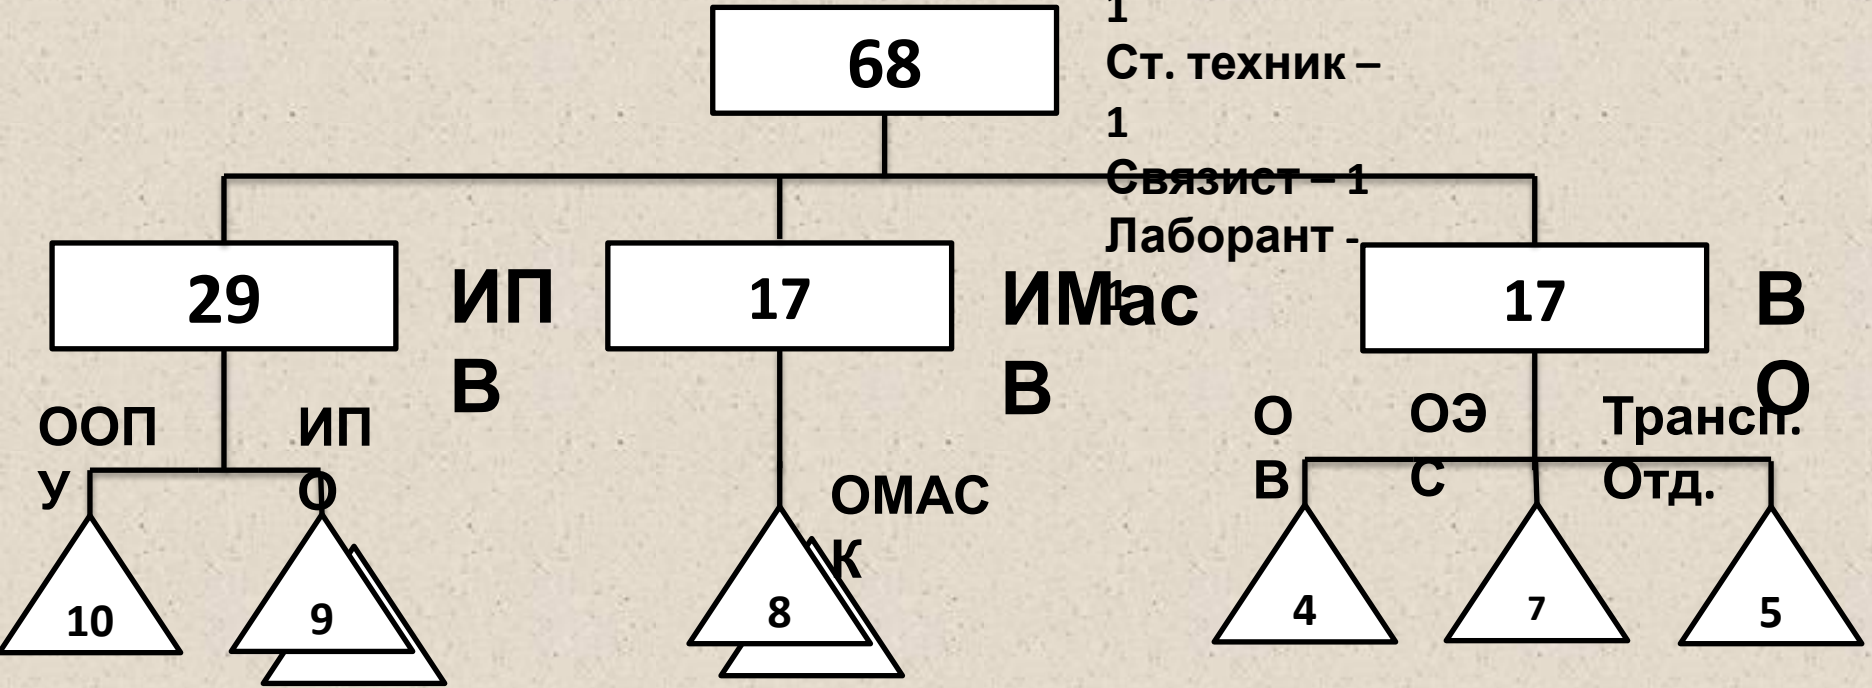 1
68
Ст. техник –
1
Связист – 1
Лаборант -
1
29
ИП
В
17
ИМас
В
17
В
О
ООП
У
ИП
О
ОМАС
К
О
В
ОЭ
С
Трансп.
Отд.
10
9
8
4
7
5